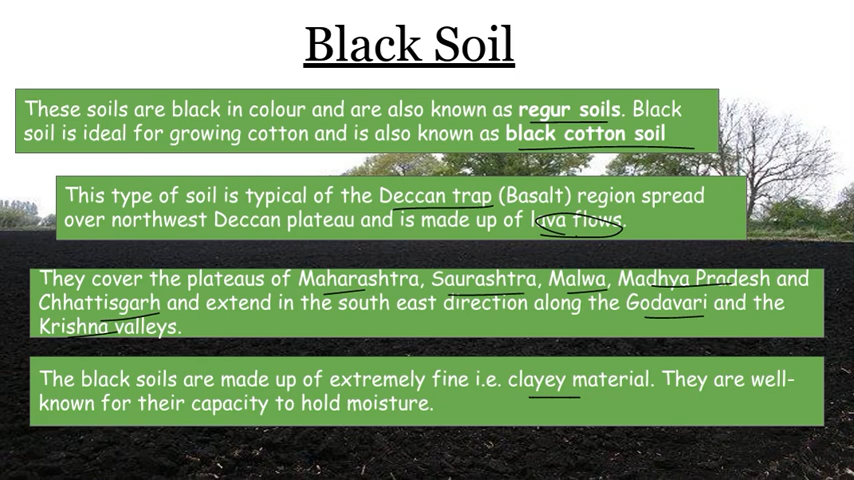 Black Soil
These soils are black in colour and are also known as regur soils. Black
soil is ideal for growing cotton and is also known as black cotton soil
This type of soil is typical of the Deccan trap (Basalt) region spread
over northwest Deccan plateau and is made up of lava flows.
They cover the plateaus of Maharashtra, Saurashtra, Malwa, Madhya Pradesh and
Chhattisgarh and extend in the south east direction along the Godavari and the
Krishna valleys.
The black soils are made up of extremely fine i.e. clayey material. They are well-
known for their capacity to hold moisture.